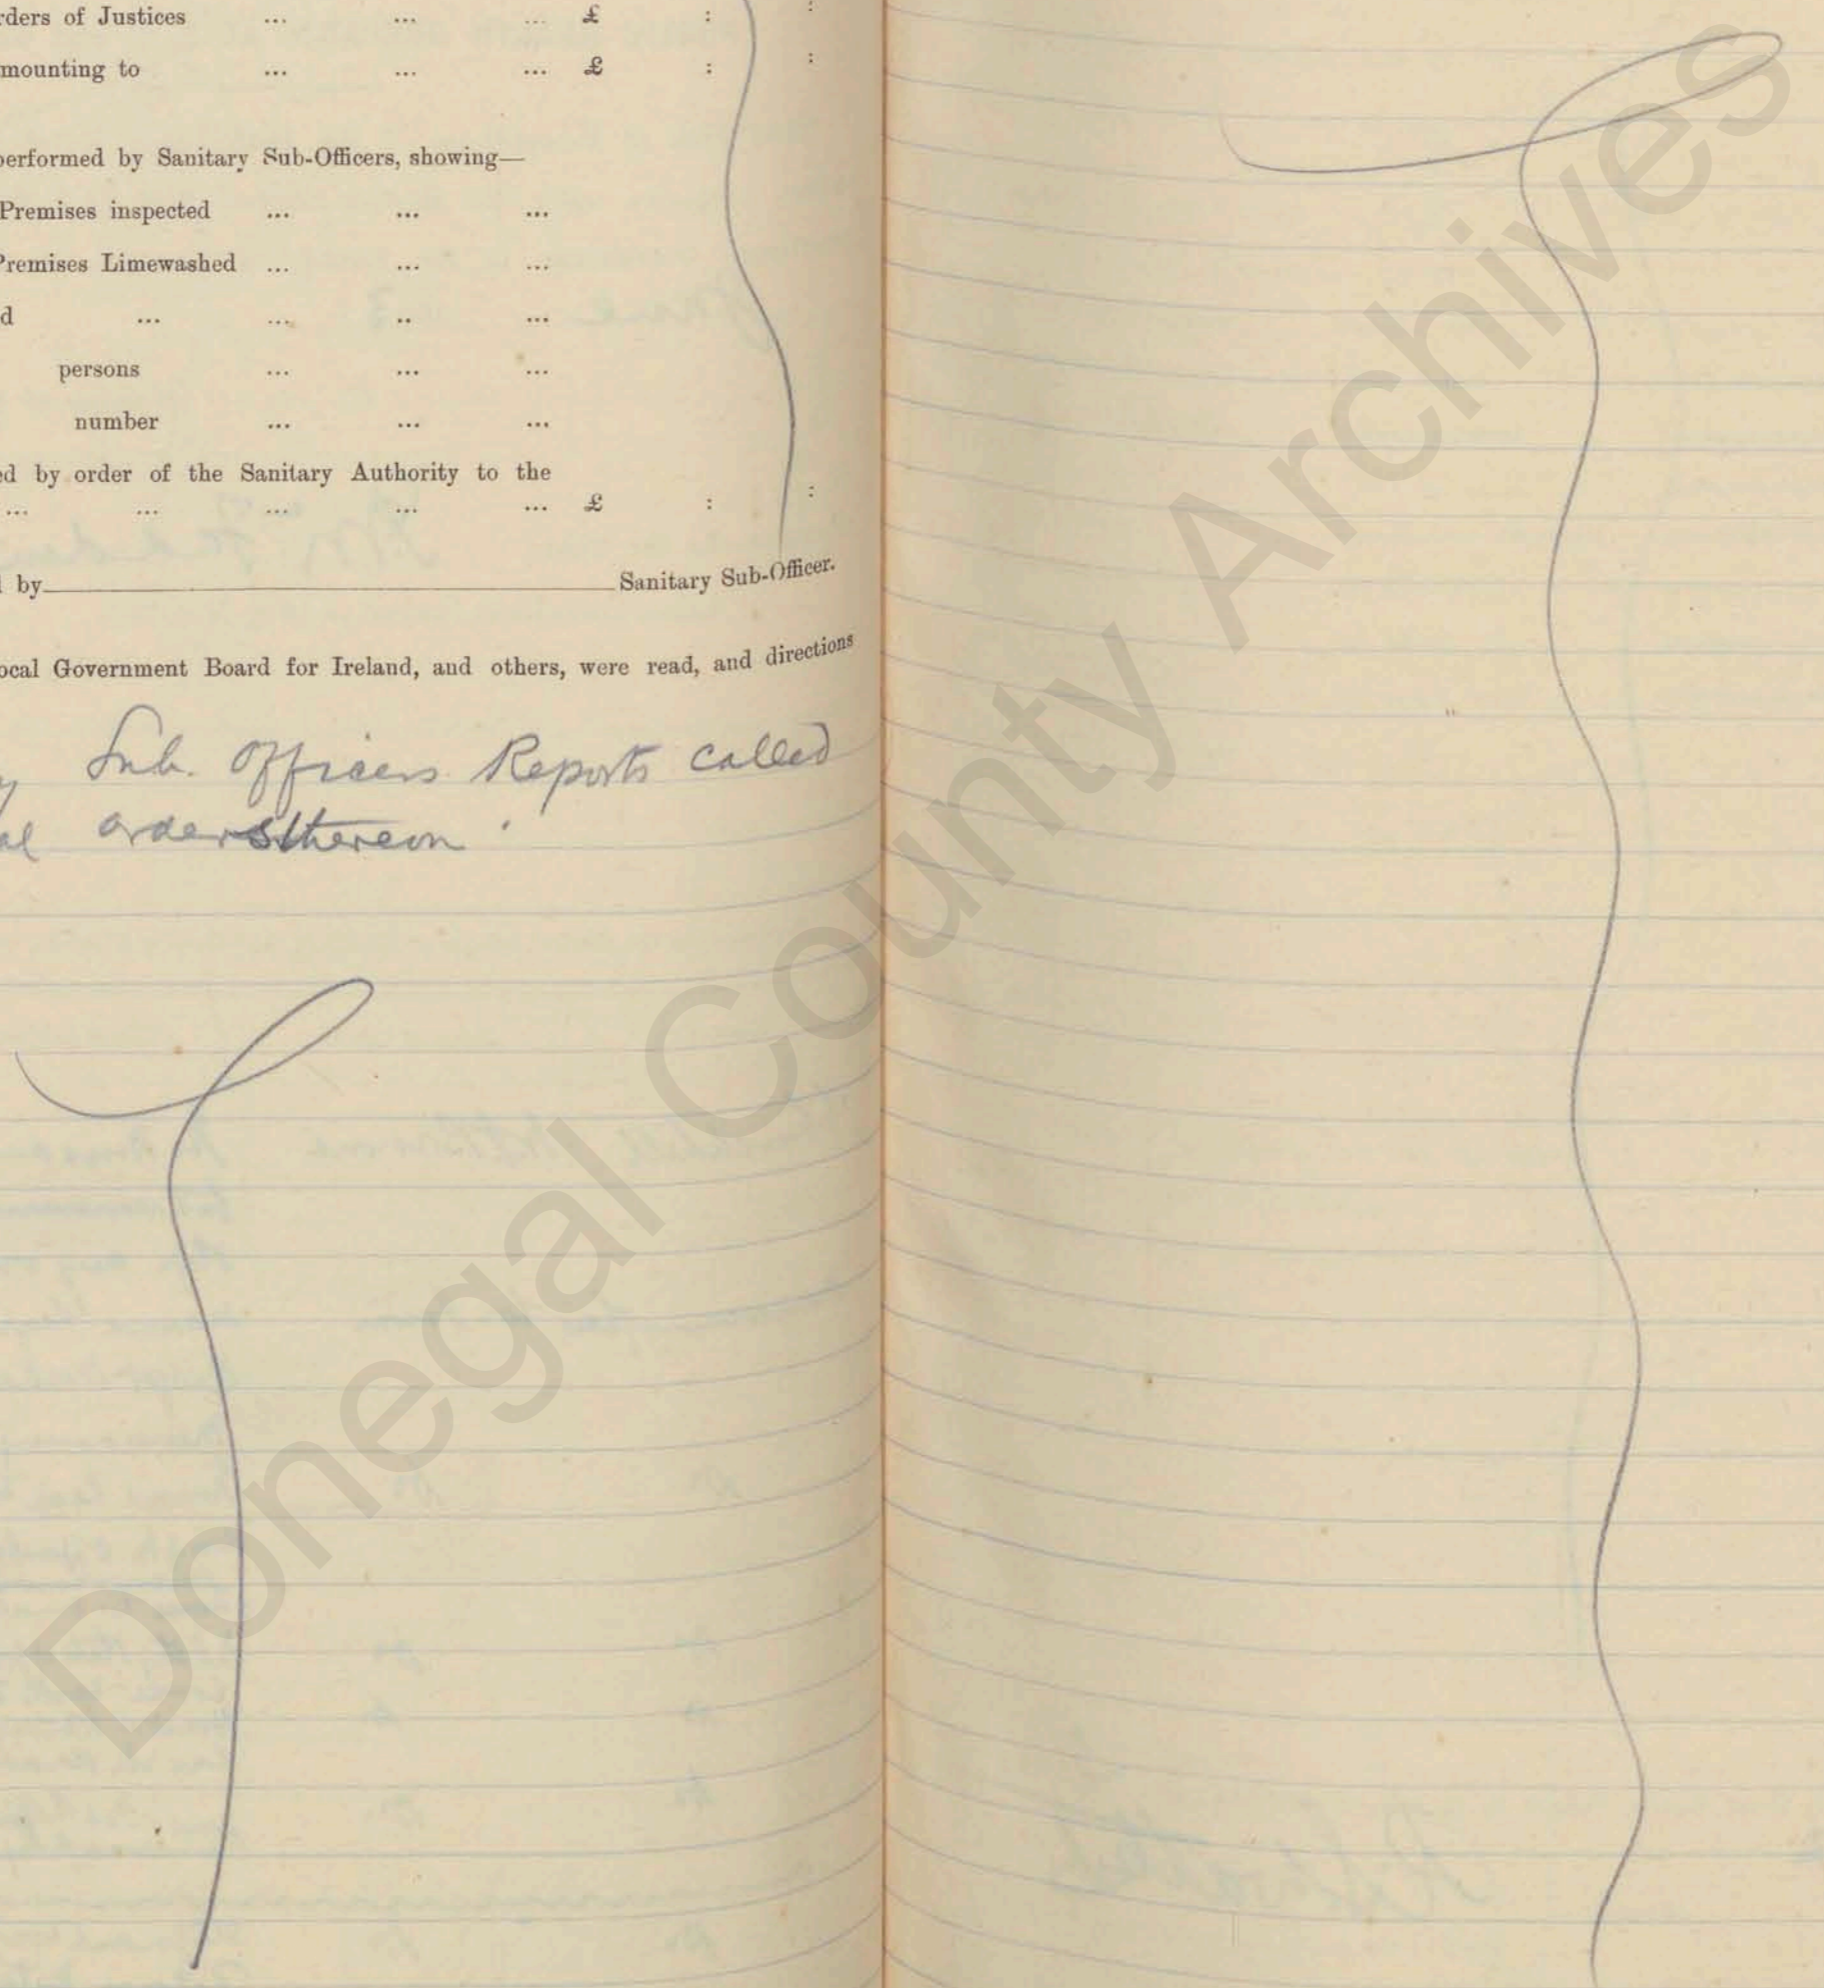 rders of Justices ... ... ... £ : :
mounting to ... ... ... £ : :
performed by Sanitary Sub-Officers, showing—
Premises inspected ... ... ...
Premises Limewashed ... ... ...
d ... ... .. ...
persons ... ... ...
number ... ... ...
ed by order of the Sanitary Authority to the
... ... ... ... ... £ : :
by Sanitary Sub-Officer.
ocal Government Board for Ireland, and others, were read, and directions
y Sub. Officers Reports called
al orders thereon.
Donegal County Archives